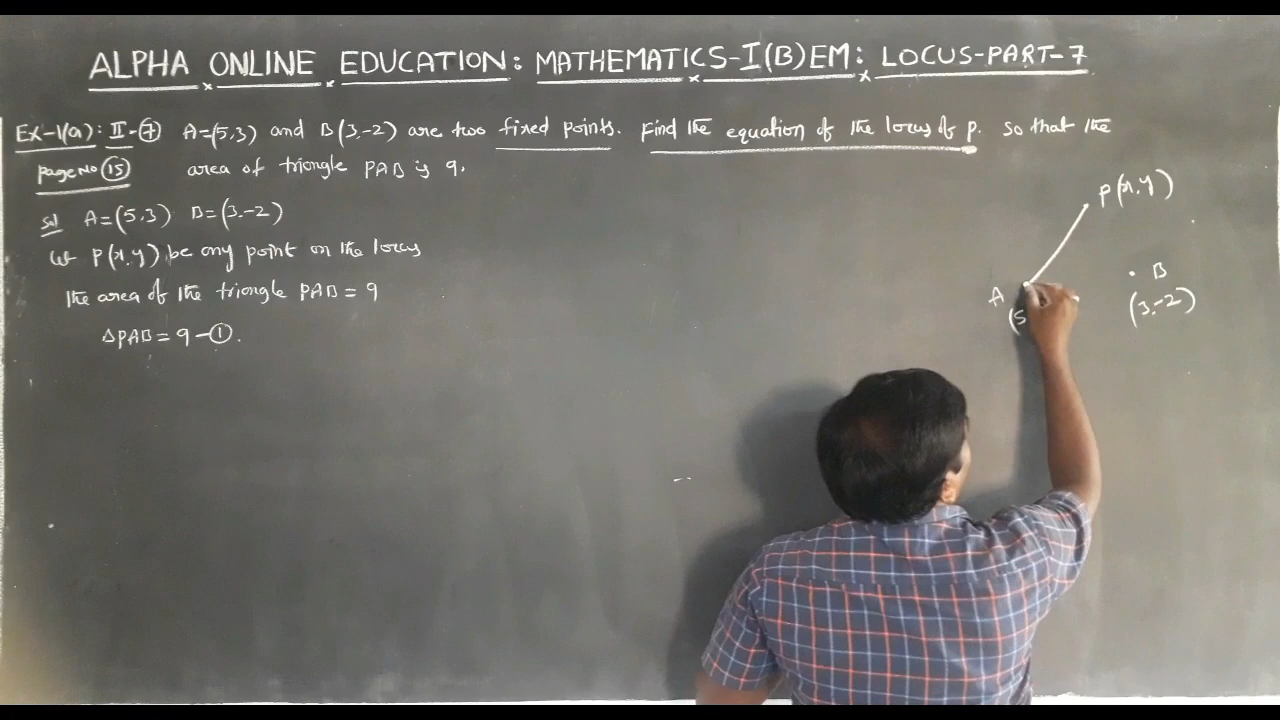 ALPHA ONLINE EDUCATION: MATHEMATICS-I(B)EM: LOCUS-PART-7
Ex-1(a): II-7 A=(5,3) and B(3,-2) are two fixed points. Find the equation of the locus of P. so that the
page No 15 area of triangle PAB is 9.
Sol A=(5,3) B=(3,-2)
let P(x,y) be any point on the locus
The area of the triangle PAB = 9
ΔPAB = 9 - 1.
P(x,y)
B
(3,-2)
A
(5